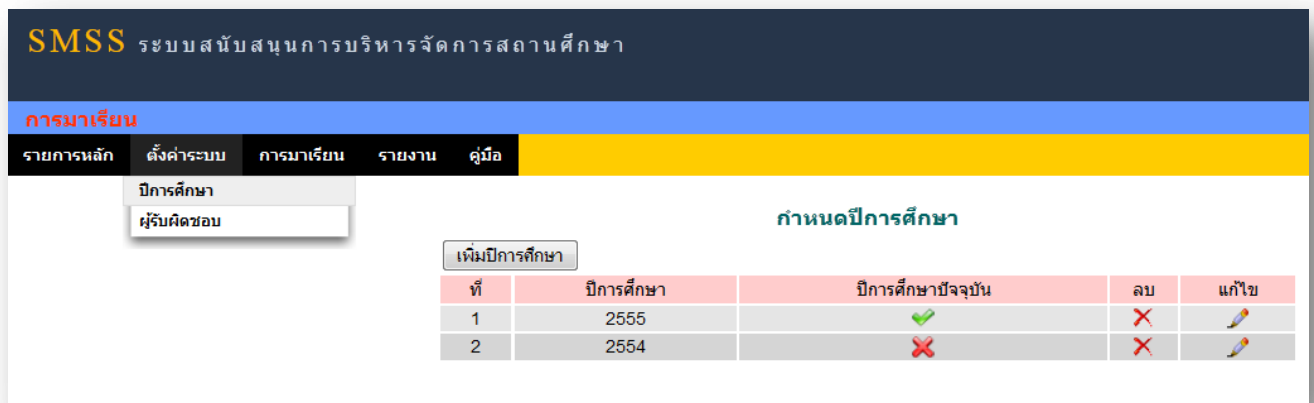 SMSS ระบบสนับสนุนการบริหารจัดการสถานศึกษา
การมาเรียน
รายการหลัก ตั้งค่าระบบ การมาเรียน รายงาน คู่มือ
ปีการศึกษา
ผู้รับผิดชอบ
กำหนดปีการศึกษา
เพิ่มปีการศึกษา
ที่ ปีการศึกษา ปีการศึกษาปัจจุบัน ลบ แก้ไข
1 2555
2 2554